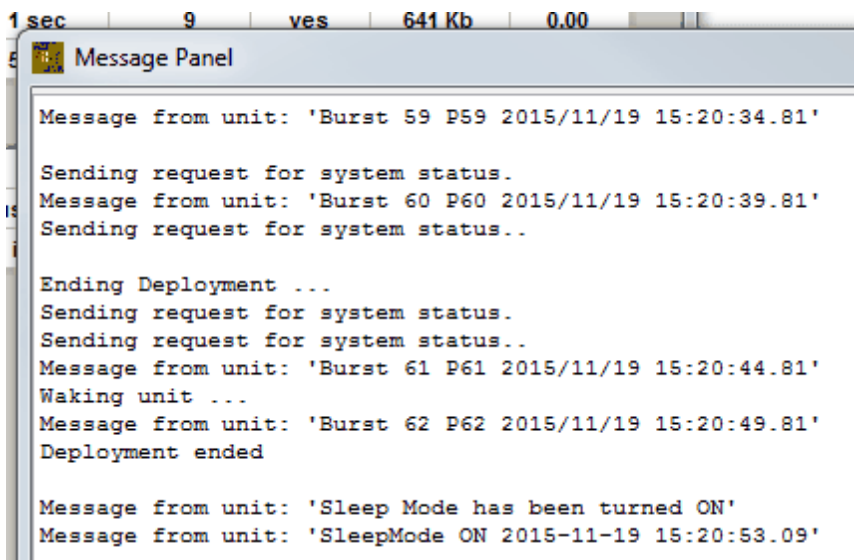 1 sec 9 yes 641 Kb 0.00
5
Message Panel
Message from unit: 'Burst 59 P59 2015/11/19 15:20:34.81'
Sending request for system status.
Message from unit: 'Burst 60 P60 2015/11/19 15:20:39.81'
Sending request for system status..
Ending Deployment ...
Sending request for system status.
Sending request for system status..
Message from unit: 'Burst 61 P61 2015/11/19 15:20:44.81'
Waking unit ...
Message from unit: 'Burst 62 P62 2015/11/19 15:20:49.81'
Deployment ended
Message from unit: 'Sleep Mode has been turned ON'
Message from unit: 'SleepMode ON 2015-11-19 15:20:53.09'